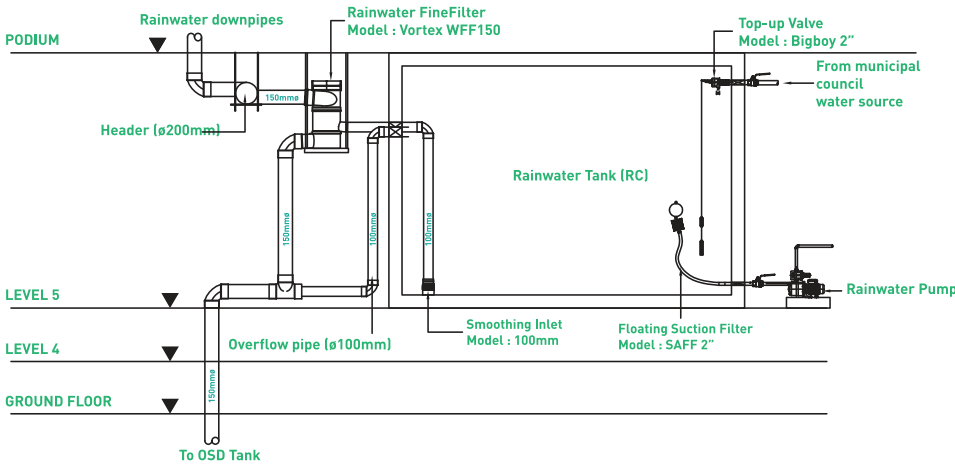 Rainwater downpipes
Rainwater FineFilter
Model : Vortex WFF150
Top-up Valve
Model : Bigboy 2”
PODIUM
From municipal
council
water source
150mmø
Header (ø200mm)
Rainwater Tank (RC)
150mmø
100mmø
100mmø
LEVEL 5
Rainwater Pump
Smoothing Inlet
Model : 100mm
Floating Suction Filter
Model : SAFF 2”
Overflow pipe (ø100mm)
LEVEL 4
150mmø
GROUND FLOOR
To OSD Tank